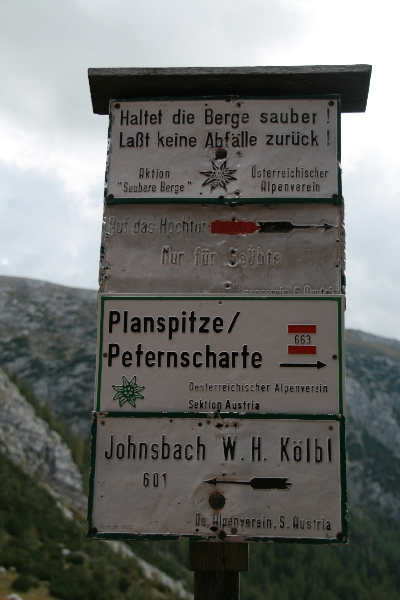 Haltet die Berge sauber !
Laßt keine Abfälle zurück !
Aktion
"Saubere Berge"
Österreichischer
Alpenverein
Auf das Hochtor
Nur für Geübte
S. Austria
Planspitze/
Peternscharte
663
Oesterreichischer Alpenverein
Sektion Austria
Johnsbach W.H. Kölbl
601
Oe. Alpenverein, S. Austria